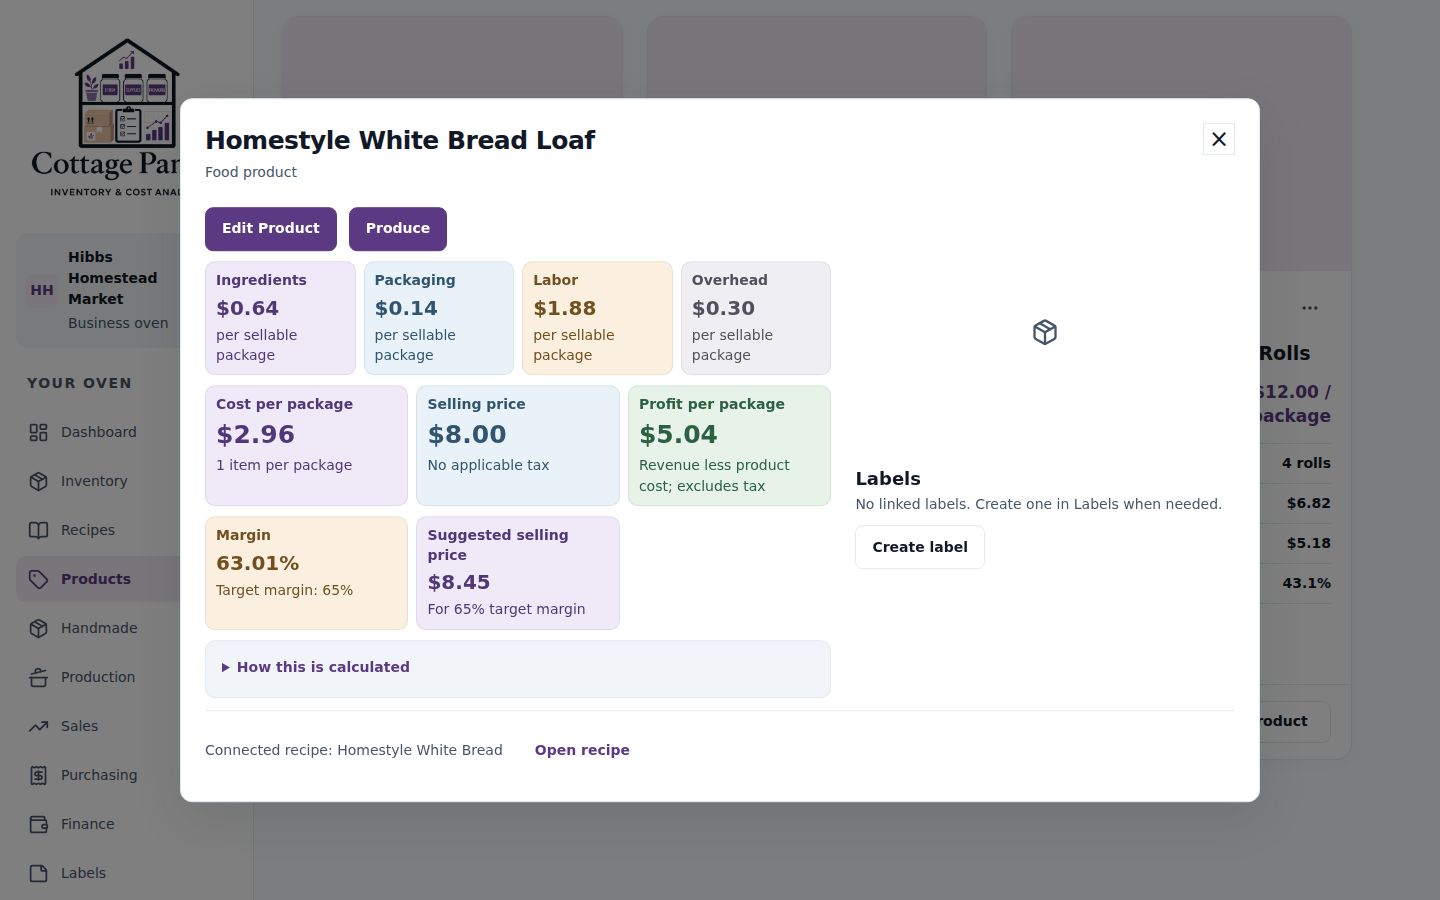 Cottage Pan
INVENTORY & COST ANAL
HH
Hibbs
Homestead
Market
Business oven
YOUR OVEN
Dashboard
Inventory
Recipes
Products
Handmade
Production
Sales
Purchasing
Finance
Labels
Homestyle White Bread Loaf
Food product
Edit Product
Produce
Ingredients
$0.64
per sellable
package
Packaging
$0.14
per sellable
package
Labor
$1.88
per sellable
package
Overhead
$0.30
per sellable
package
Cost per package
$2.96
1 item per package
Selling price
$8.00
No applicable tax
Profit per package
$5.04
Revenue less product
cost; excludes tax
Margin
63.01%
Target margin: 65%
Suggested selling
price
$8.45
For 65% target margin
How this is calculated
Connected recipe: Homestyle White Bread
Open recipe
Labels
No linked labels. Create one in Labels when needed.
Create label
Rolls
$12.00 /
package
4 rolls
$6.82
$5.18
43.1%
roduct